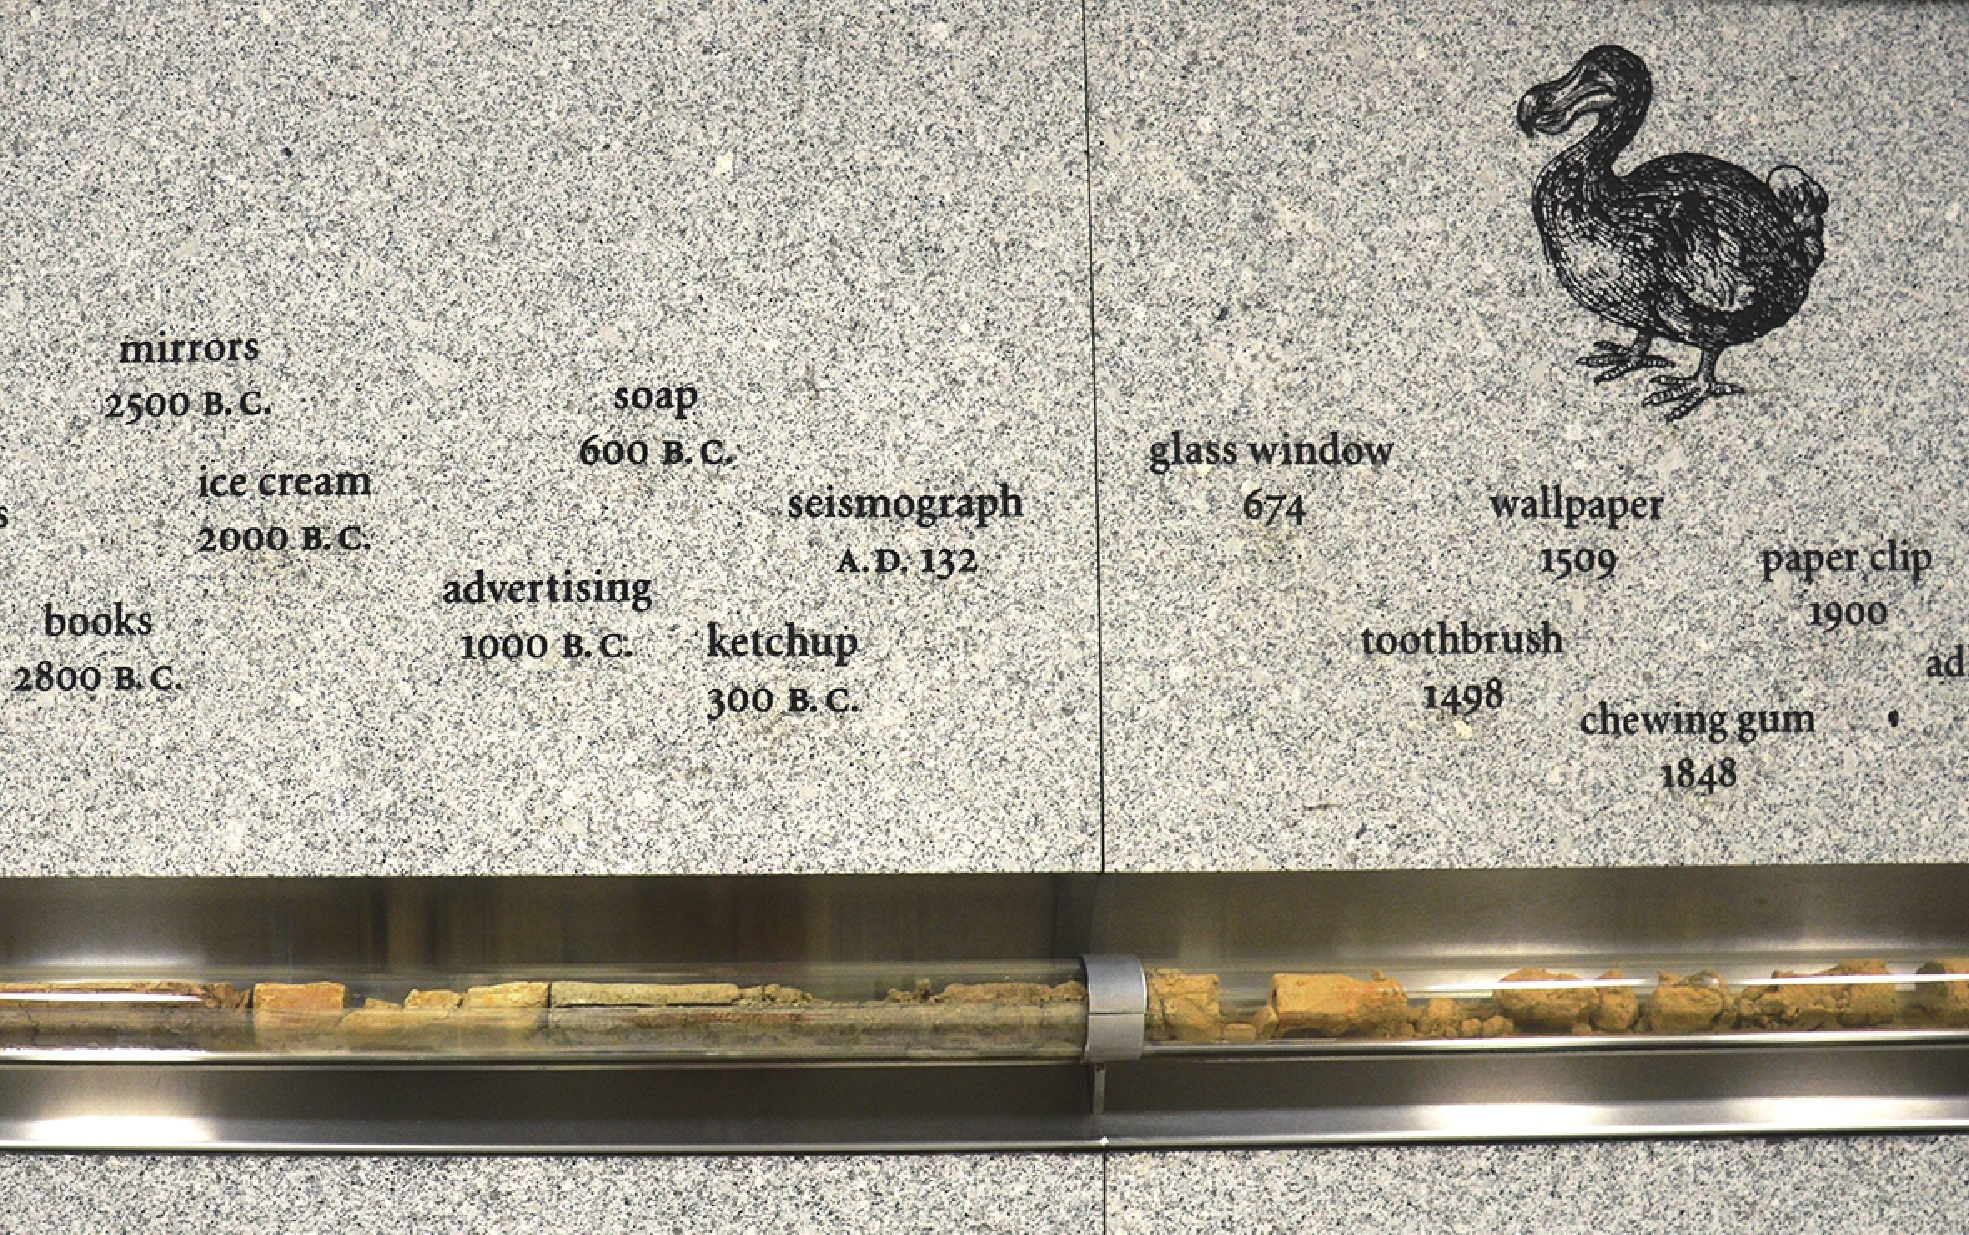 mirrors
2500 B.C.
soap
600 B.C.
glass window
674
ice cream
2000 B.C.
seismograph
A.D. 132
wallpaper
1509
advertising
1000 B.C.
paper clip
1900
books
2800 B.C.
ketchup
300 B.C.
toothbrush
1498
chewing gum
1848